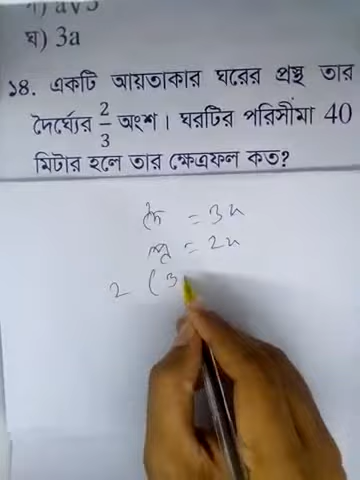 ঘ) 3a
১৪. একটি আয়তাকার ঘরের প্রস্থ তার
দৈর্ঘ্যের 2/3 অংশ। ঘরটির পরিসীমা 40
মিটার হলে তার ক্ষেত্রফল কত?
দৈ = 3x
প্র = 2x
2 (3